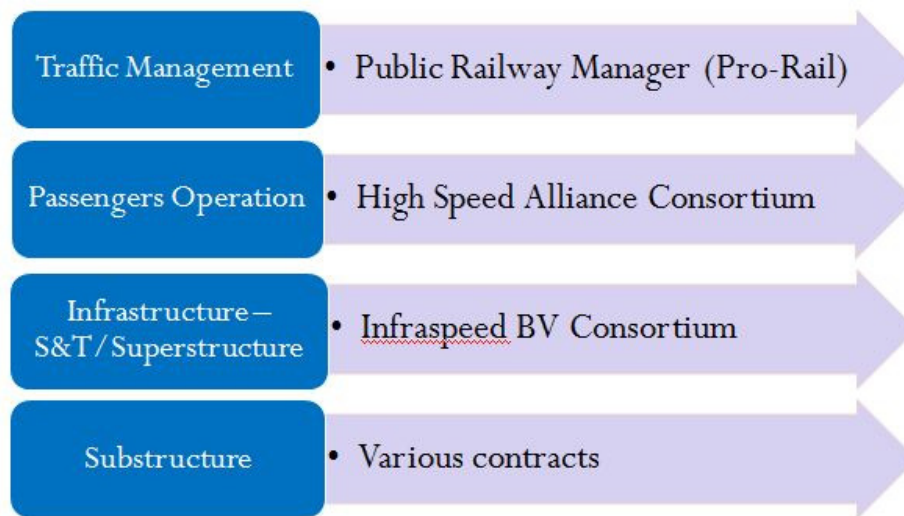 Traffic Management
• Public Railway Manager (Pro-Rail)
Passengers Operation
• High Speed Alliance Consortium
Infrastructure –
S&T/Superstructure
• Infraspeed BV Consortium
Substructure
• Various contracts